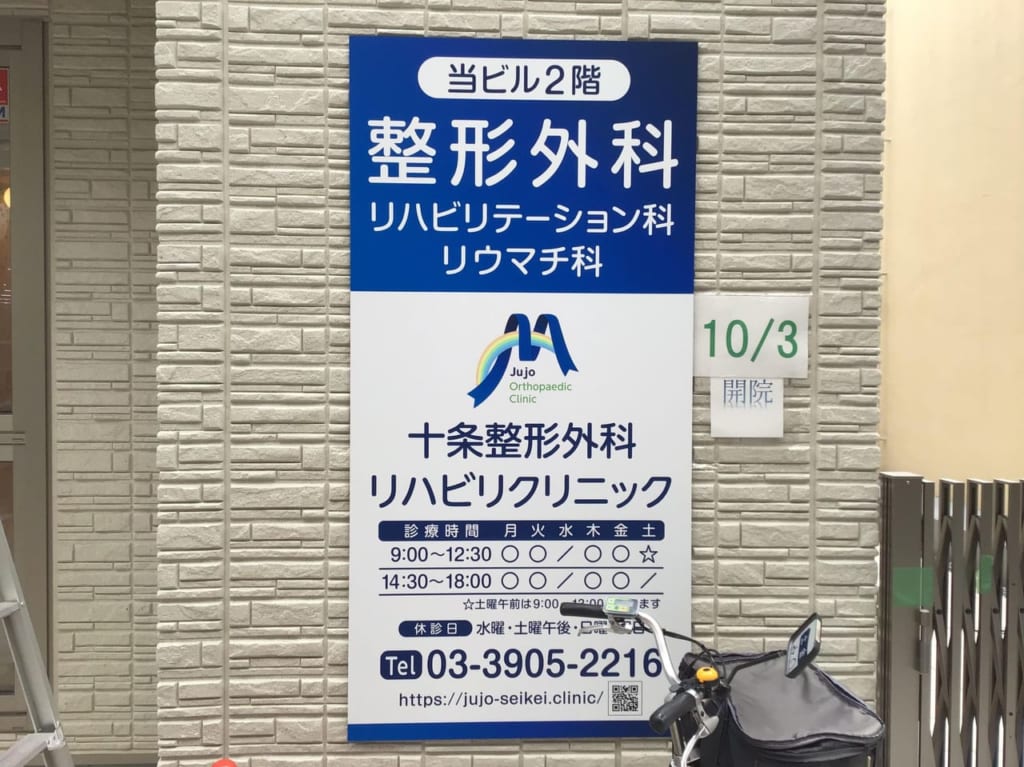 当ビル2階
整形外科
リハビリテーション科
リウマチ科
Jujo
Orthopaedic
Clinic
十条整形外科
リハビリクリニック
診療時間 月 火 水 木 金 土
9:00～12:30 ○ ○ ／ ○ ○ ☆
14:30～18:00 ○ ○ ／ ○ ○ ／
☆土曜午前は9:00 ます
休診日 水曜・土曜午後・日曜
Tel 03-3905-2216
https://jujo-seikei.clinic/
10/3
開院